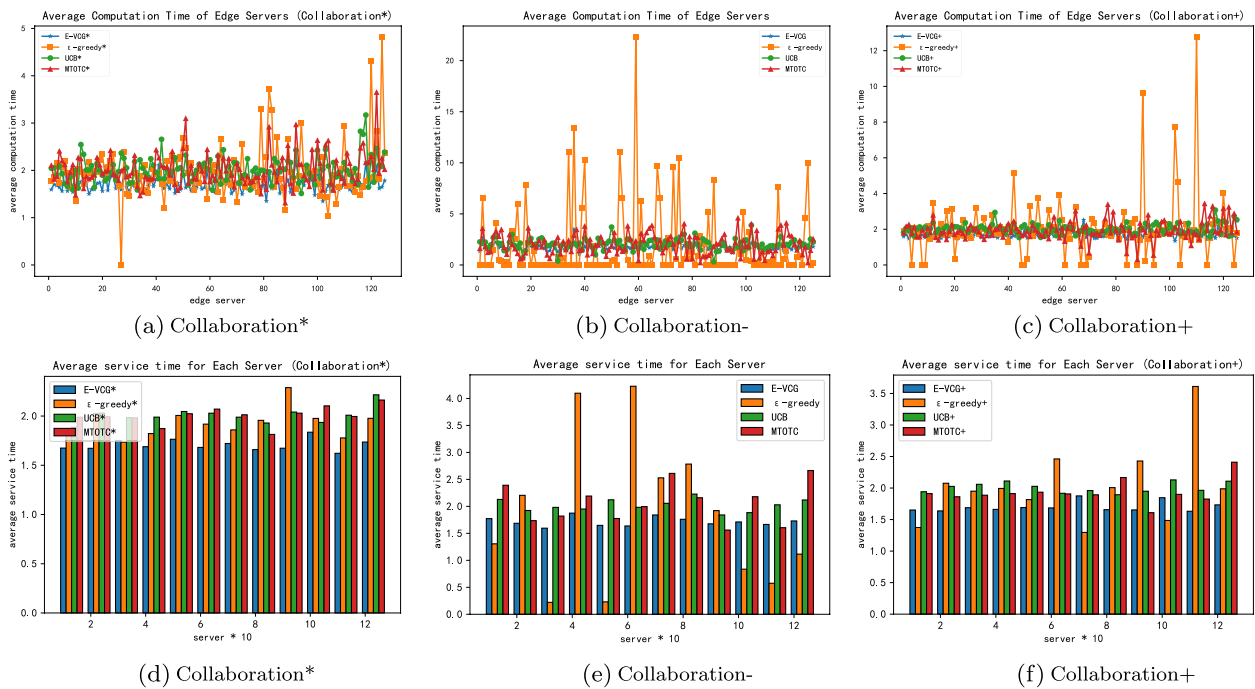 Average Computation Time of Edge Servers (Collaboration*)
E-VCG*
ε-greedy*
UCB*
MTOTC*
average computation time
5
4
3
2
1
0
0 20 40 60 80 100 120
edge server
(a) Collaboration*
Average Computation Time of Edge Servers
E-VCG
ε-greedy
UCB
MTOTC
average computation time
20
15
10
5
0
0 20 40 60 80 100 120
edge server
(b) Collaboration-
Average Computation Time of Edge Servers (Collaboration+)
E-VCG+
ε-greedy+
UCB+
MTOTC+
average computation time
12
10
8
6
4
2
0
0 20 40 60 80 100 120
edge server
(c) Collaboration+
Average service time for Each Server (Collaboration*)
E-VCG*
ε-greedy*
UCB*
MTOTC*
average service time
2.0
1.5
1.0
0.5
0.0
2 4 6 8 10 12
server * 10
(d) Collaboration*
Average service time for Each Server
E-VCG
ε-greedy
UCB
MTOTC
average service time
4.0
3.5
3.0
2.5
2.0
1.5
1.0
0.5
0.0
2 4 6 8 10 12
server * 10
(e) Collaboration-
Average service time for Each Server (Collaboration+)
E-VCG+
ε-greedy+
UCB+
MTOTC+
average service time
3.5
3.0
2.5
2.0
1.5
1.0
0.5
0.0
2 4 6 8 10 12
server * 10
(f) Collaboration+